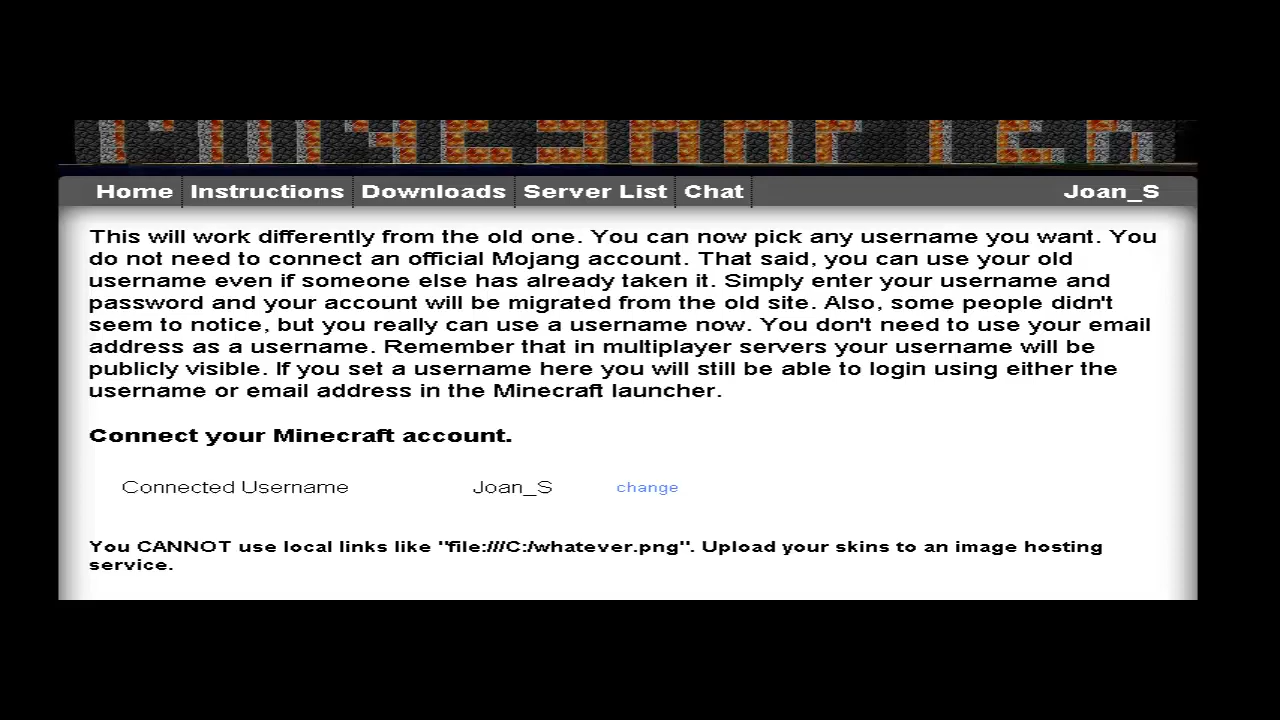 Home Instructions Downloads Server List Chat Joan_S
This will work differently from the old one. You can now pick any username you want. You
do not need to connect an official Mojang account. That said, you can use your old
username even if someone else has already taken it. Simply enter your username and
password and your account will be migrated from the old site. Also, some people didn't
seem to notice, but you really can use a username now. You don't need to use your email
address as a username. Remember that in multiplayer servers your username will be
publicly visible. If you set a username here you will still be able to login using either the
username or email address in the Minecraft launcher.
Connect your Minecraft account.
Connected Username Joan_S change
You CANNOT use local links like "file:///C:/whatever.png". Upload your skins to an image hosting
service.